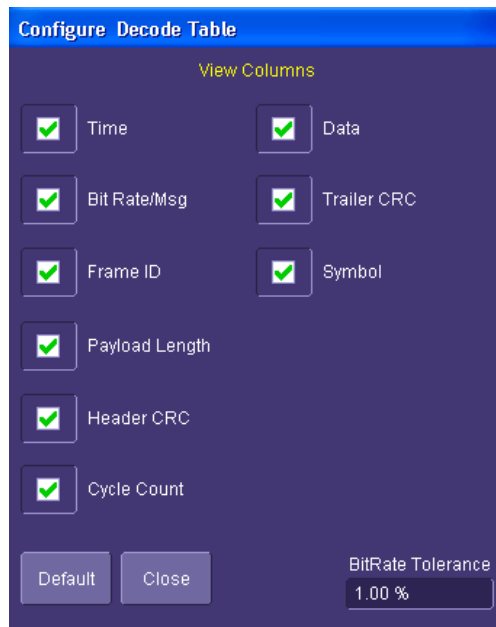 Configure Decode Table
View Columns
Time
Data
Bit Rate/Msg
Trailer CRC
Frame ID
Symbol
Payload Length
Header CRC
Cycle Count
Default
Close
BitRate Tolerance
1.00 %